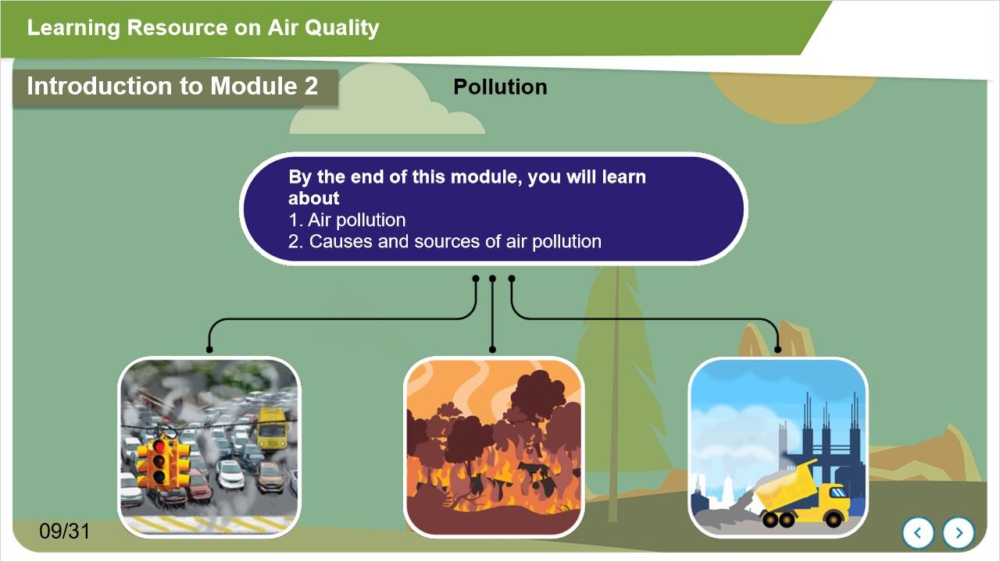 Learning Resource on Air Quality
Introduction to Module 2
Pollution
By the end of this module, you will learn
about
1. Air pollution
2. Causes and sources of air pollution
09/31